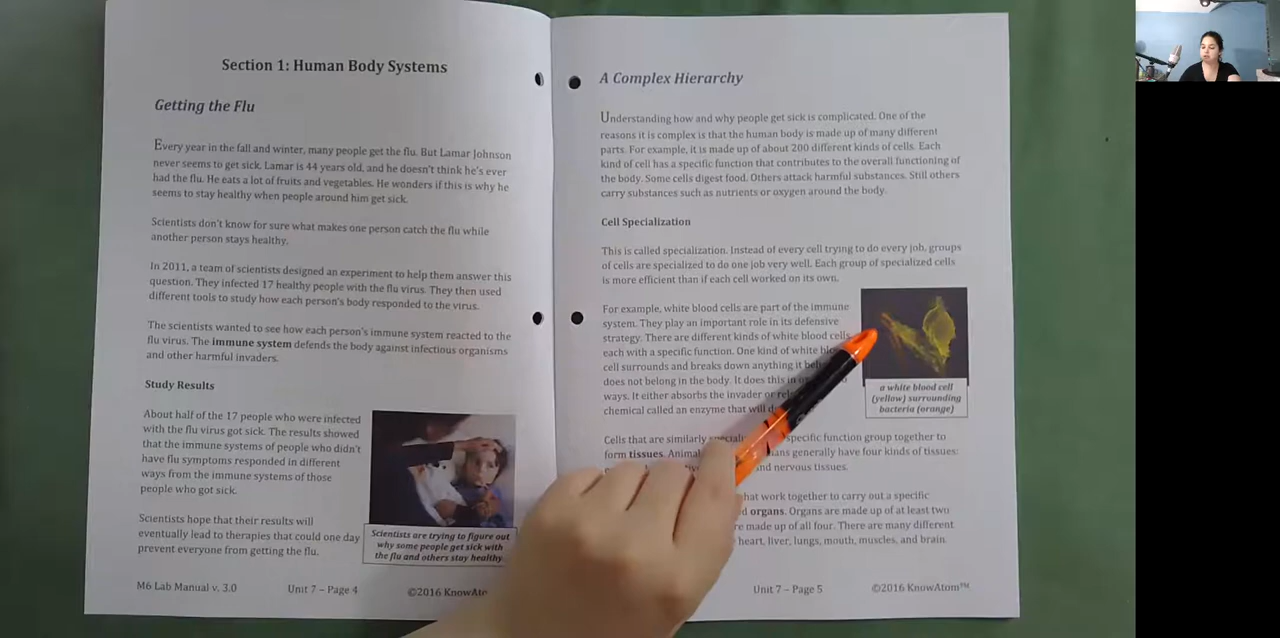 Section 1: Human Body Systems
Getting the Flu
Every year in the fall and winter, many people get the flu. But Lamar Johnson
never seems to get sick. Lamar is 44 years old, and he doesn't think he's ever
had the flu. He eats a lot of fruits and vegetables. He wonders if this is why he
seems to stay healthy when people around him get sick.
Scientists don't know for sure what makes one person catch the flu while
another person stays healthy.
In 2011, a team of scientists designed an experiment to help them answer this
question. They infected 17 healthy people with the flu virus. They then used
different tools to study how each person's body responded to the virus.
The scientists wanted to see how each person's immune system reacted to the
flu virus. The immune system defends the body against infectious organisms
and other harmful invaders.
Study Results
About half of the 17 people who were infected
with the flu virus got sick. The results showed
that the immune systems of people who didn't
have flu symptoms responded in different
ways from the immune systems of those
people who got sick.
Scientists hope that their results will
eventually lead to therapies that could one day
prevent everyone from getting the flu.
Scientists are trying to figure out
why some people get sick with
the flu and others stay healthy
M6 Lab Manual v. 3.0 Unit 7 – Page 4 ©2016
A Complex Hierarchy
Understanding how and why people get sick is complicated. One of the
reasons it is complex is that the human body is made up of many different
parts. For example, it is made up of about 200 different kinds of cells. Each
kind of cell has a specific function that contributes to the overall functioning of
the body. Some cells digest food. Others attack harmful substances. Still others
carry substances such as nutrients or oxygen around the body.
Cell Specialization
This is called specialization. Instead of every cell trying to do every job, groups
of cells are specialized to do one job very well. Each group of specialized cells
is more efficient than if each cell worked on its own.
For example, white blood cells are part of the immune
system. They play an important role in its defensive
strategy. There are different kinds of white blood cells
each with a specific function. One kind of white
cell surrounds and breaks down anything it
does not belong in the body. It does this in
ways. It either absorbs the invader or
chemical called an enzyme that will
a white blood cell
(yellow) surrounding
bacteria (orange)
Cells that are similarly specific function group together to
form tissues. generally have four kinds of tissues:
and nervous tissues.
that work together to carry out a specific
organs. Organs are made up of at least two
made up of all four. There are many different
heart, liver, lungs, mouth, muscles, and brain.
Unit 7 – Page 5 ©2016 KnowAtom™